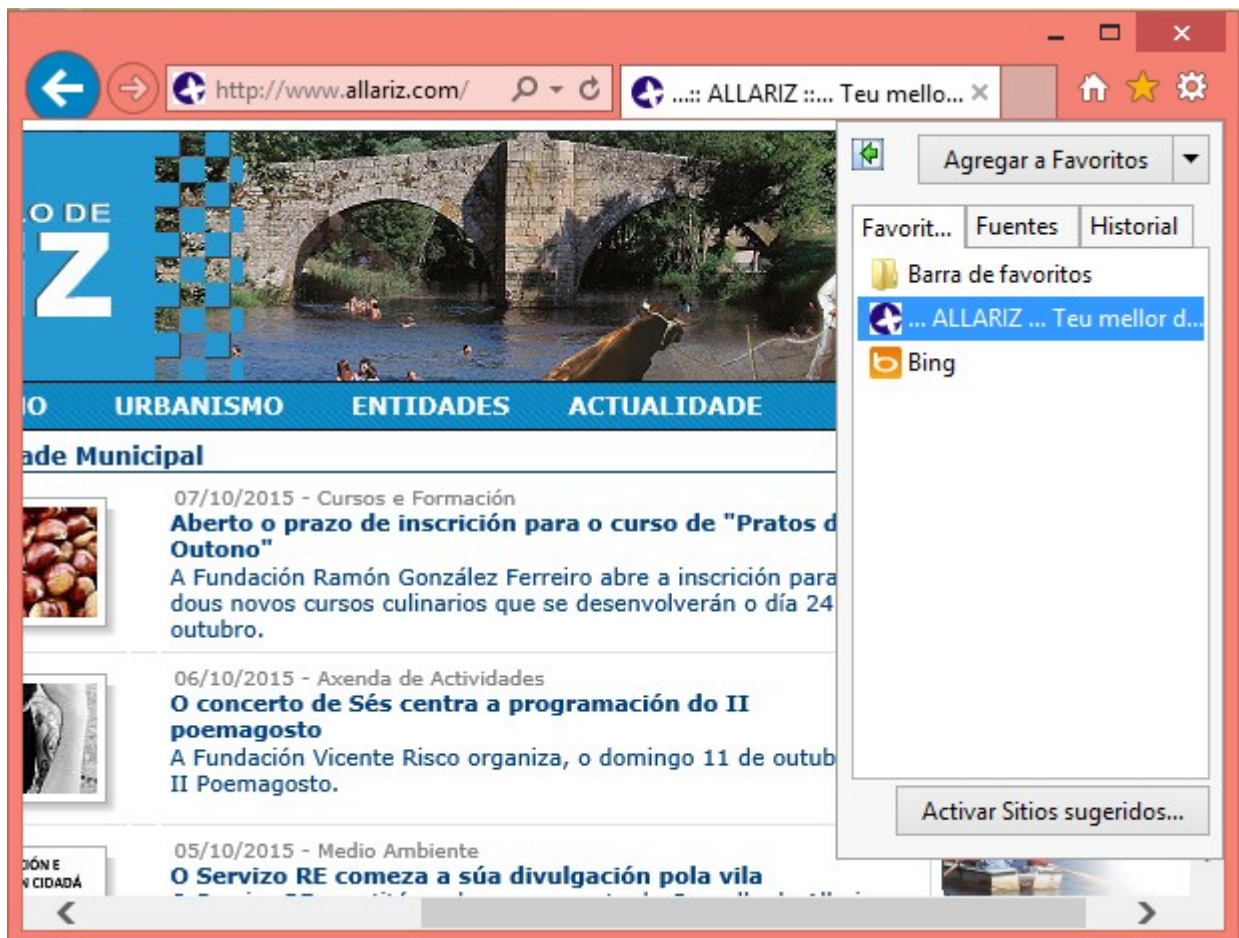 http://www.allariz.com/
...:: ALLARIZ ::... Teu mello...
Agregar a Favoritos
Favorit...
Fuentes
Historial
Barra de favoritos
... ALLARIZ ... Teu mellor d...
Bing
Activar Sitios sugeridos...
O DE
IZ
IO URBANISMO ENTIDADES ACTUALIDADE
ade Municipal
07/10/2015 - Cursos e Formación
Aberto o prazo de inscrición para o curso de "Pratos d
Outono"
A Fundación Ramón González Ferreiro abre a inscrición para
dous novos cursos culinarios que se desenvolverán o día 24
outubro.
06/10/2015 - Axenda de Actividades
O concerto de Sés centra a programación do II
poemagosto
A Fundación Vicente Risco organiza, o domingo 11 de outub
II Poemagosto.
IÓN E
N CIDADÁ
05/10/2015 - Medio Ambiente
O Servizo RE comeza a súa divulgación pola vila